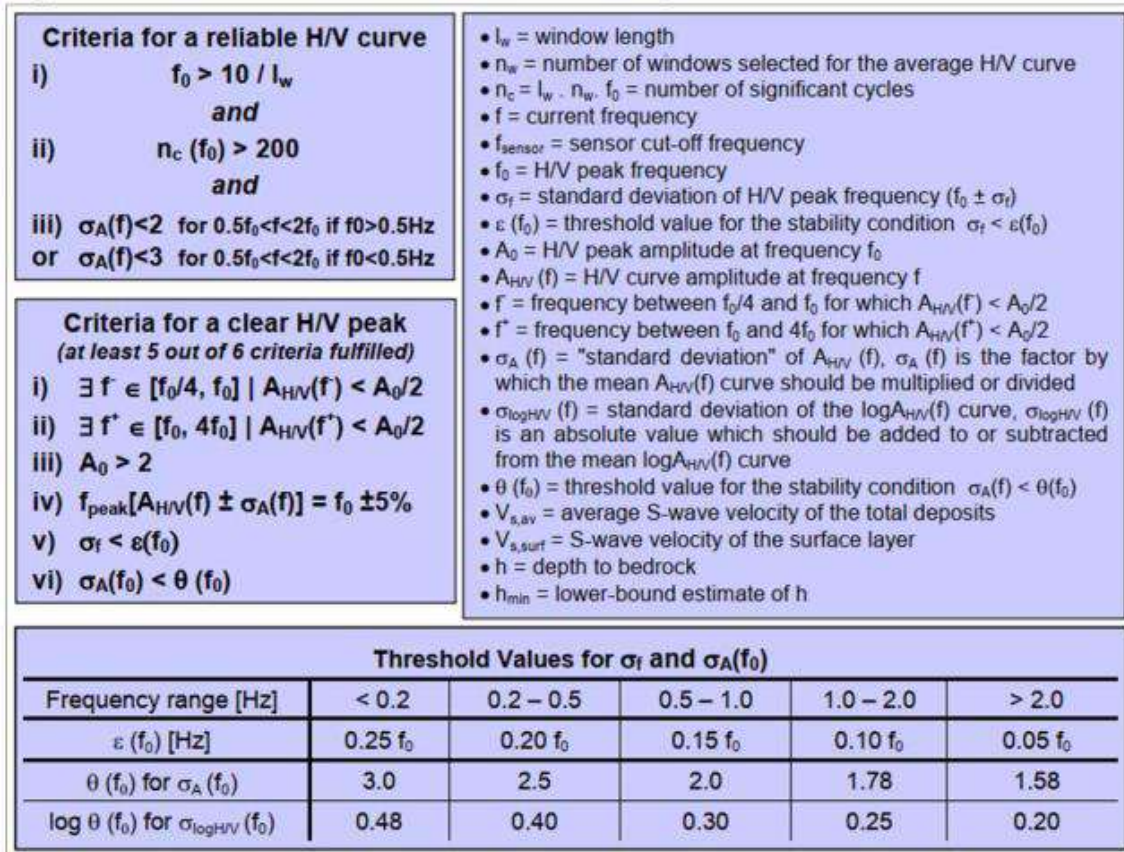 Criteria for a reliable H/V curve
i) f₀ > 10 / l_w
and
ii) n_c (f₀) > 200
and
iii) σ_A(f)<2 for 0.5f₀<f<2f₀ if f₀>0.5Hz
or σ_A(f)<3 for 0.5f₀<f<2f₀ if f₀<0.5Hz
Criteria for a clear H/V peak
(at least 5 out of 6 criteria fulfilled)
i) ∃ f⁻ ∈ [f₀/4, f₀] | A_H/V(f⁻) < A₀/2
ii) ∃ f⁺ ∈ [f₀, 4f₀] | A_H/V(f⁺) < A₀/2
iii) A₀ > 2
iv) f_peak[A_H/V(f) ± σ_A(f)] = f₀ ±5%
v) σ_f < ε(f₀)
vi) σ_A(f₀) < θ (f₀)
• l_w = window length
• n_w = number of windows selected for the average H/V curve
• n_c = l_w . n_w. f₀ = number of significant cycles
• f = current frequency
• f_sensor = sensor cut-off frequency
• f₀ = H/V peak frequency
• σ_f = standard deviation of H/V peak frequency (f₀ ± σ_f)
• ε (f₀) = threshold value for the stability condition σ_f < ε(f₀)
• A₀ = H/V peak amplitude at frequency f₀
• A_H/V (f) = H/V curve amplitude at frequency f
• f⁻ = frequency between f₀/4 and f₀ for which A_H/V(f⁻) < A₀/2
• f⁺ = frequency between f₀ and 4f₀ for which A_H/V(f⁺) < A₀/2
• σ_A (f) = "standard deviation" of A_H/V (f), σ_A (f) is the factor by
which the mean A_H/V(f) curve should be multiplied or divided
• σ_logH/V (f) = standard deviation of the logA_H/V(f) curve, σ_logH/V (f)
is an absolute value which should be added to or subtracted
from the mean logA_H/V(f) curve
• θ (f₀) = threshold value for the stability condition σ_A(f) < θ(f₀)
• V_s,av = average S-wave velocity of the total deposits
• V_s,surf = S-wave velocity of the surface layer
• h = depth to bedrock
• h_min = lower-bound estimate of h
Threshold Values for σ_f and σ_A(f₀)
Frequency range [Hz] < 0.2 0.2 – 0.5 0.5 – 1.0 1.0 – 2.0 > 2.0
ε (f₀) [Hz] 0.25 f₀ 0.20 f₀ 0.15 f₀ 0.10 f₀ 0.05 f₀
θ (f₀) for σ_A (f₀) 3.0 2.5 2.0 1.78 1.58
log θ (f₀) for σ_logH/V (f₀) 0.48 0.40 0.30 0.25 0.20